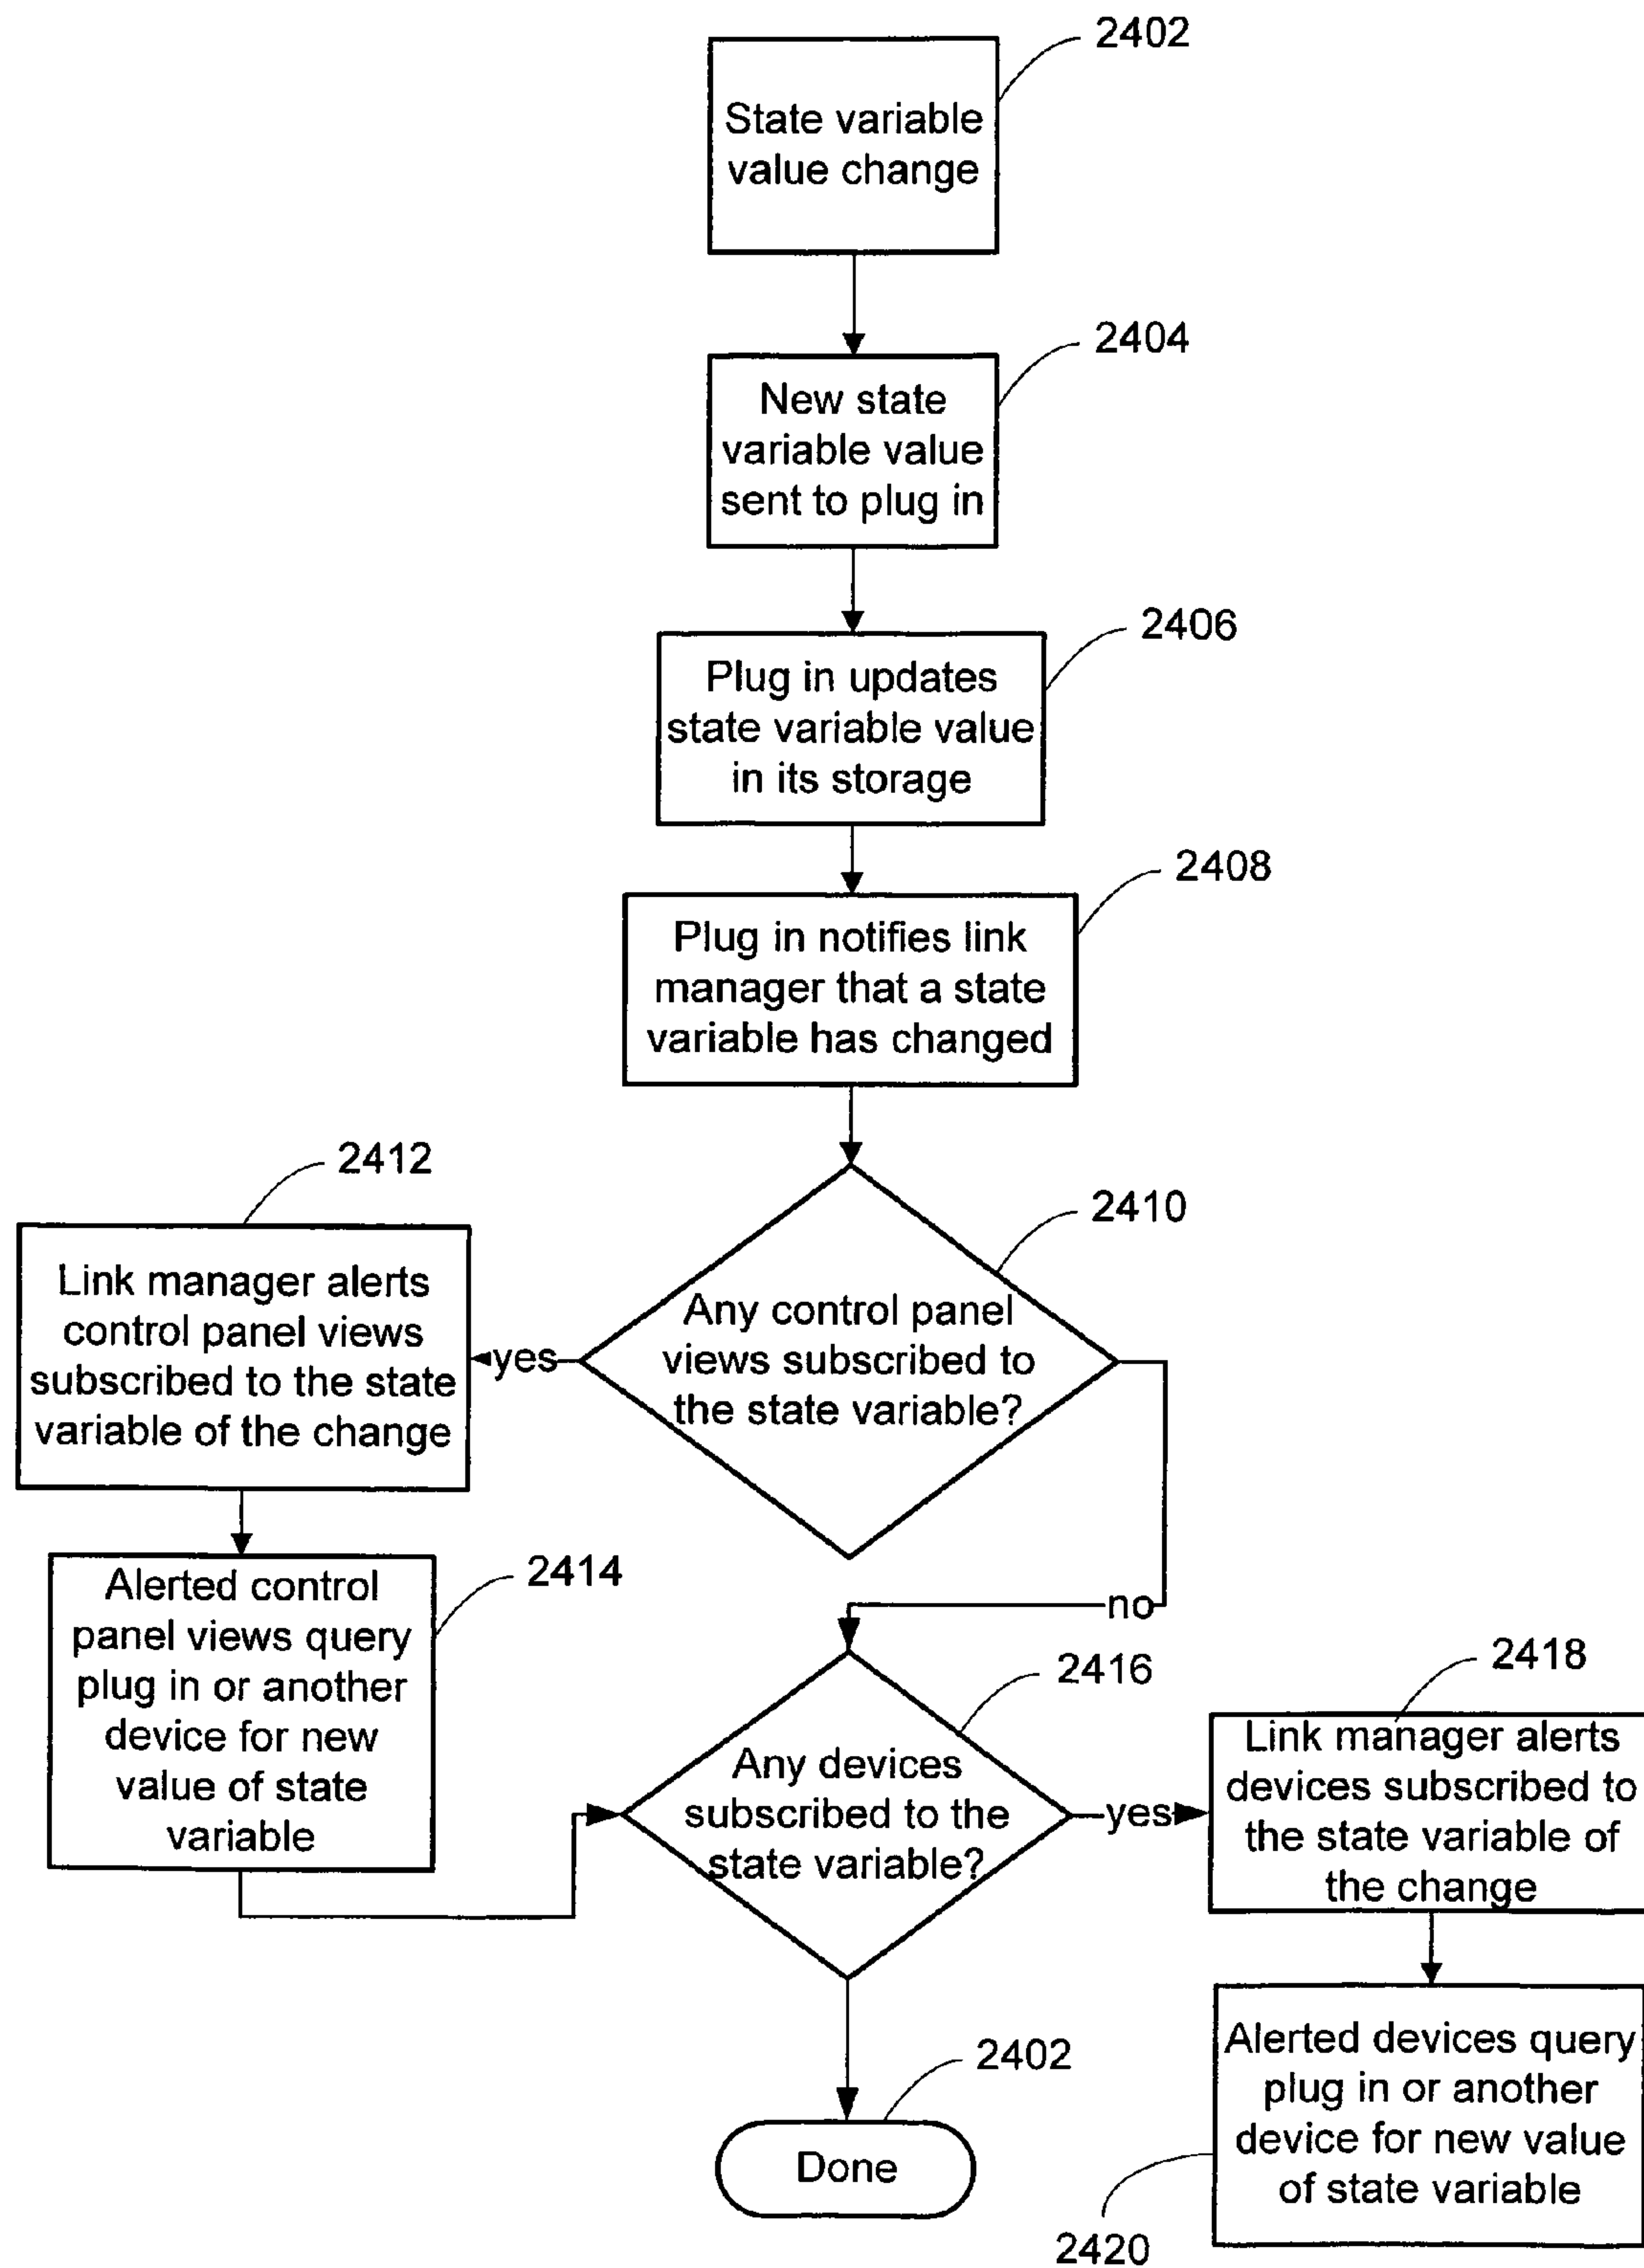 2402
State variable
value change
2404
New state
variable value
sent to plug in
2406
Plug in updates
state variable value
in its storage
2408
Plug in notifies link
manager that a state
variable has changed
2412
Link manager alerts
control panel views
subscribed to the state
variable of the change
yes
2410
Any control panel
views subscribed to
the state variable?
no
2414
Alerted control
panel views query
plug in or another
device for new
value of state
variable
2416
Any devices
subscribed to the
state variable?
yes
2418
Link manager alerts
devices subscribed to
the state variable of
the change
2402
Done
Alerted devices query
plug in or another
device for new value
of state variable
2420